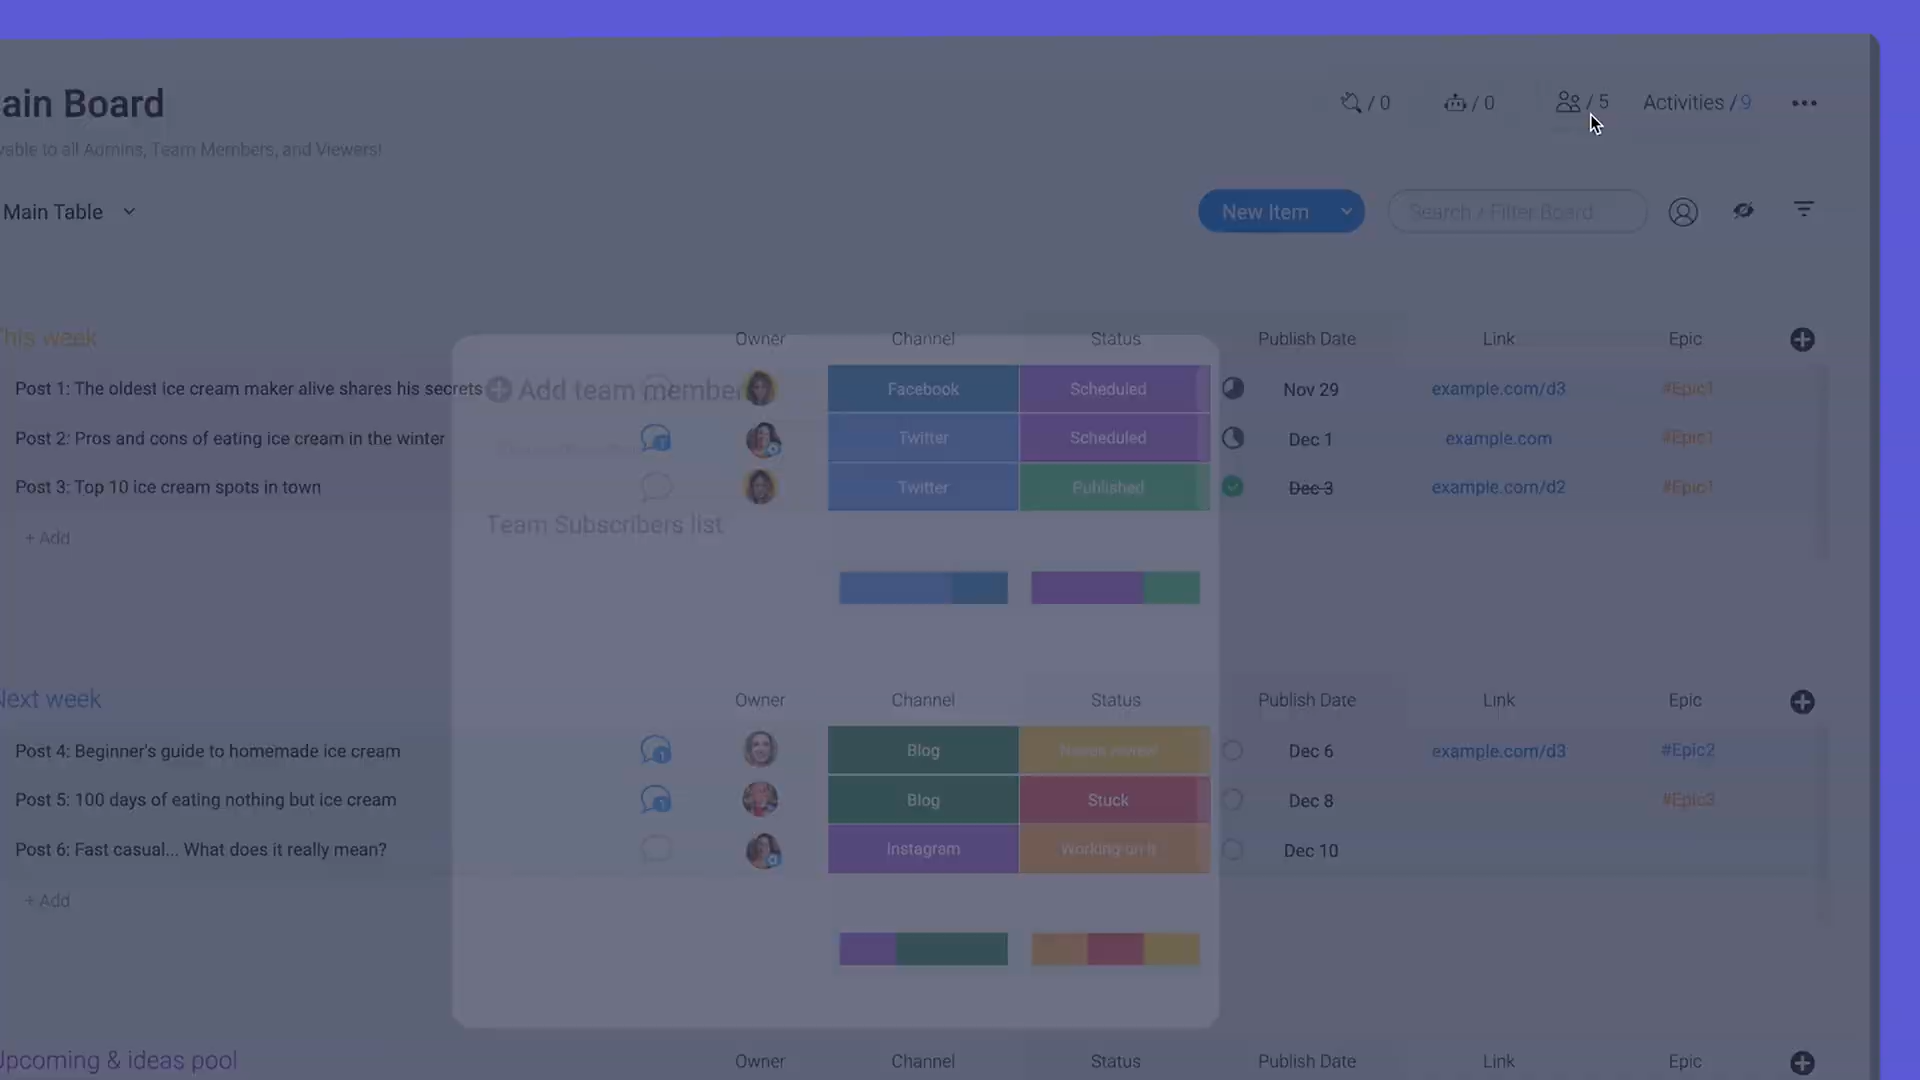 ain Board
/ 0
/ 0
/ 5
Activities / 9
vable to all Admins, Team Members, and Viewers!
Main Table
New Item
Search / Filter Board
This week
Owner
Channel
Status
Publish Date
Link
Epic
Post 1: The oldest ice cream maker alive shares his secrets
Add team member
Facebook
Scheduled
Nov 29
example.com/d3
#Epic1
Post 2: Pros and cons of eating ice cream in the winter
1
Twitter
Scheduled
Dec 1
example.com
#Epic1
Post 3: Top 10 ice cream spots in town
Twitter
Published
Dec 3
example.com/d2
#Epic1
Team Subscribers list
+ Add
Next week
Owner
Channel
Status
Publish Date
Link
Epic
Post 4: Beginner's guide to homemade ice cream
1
Blog
Dec 6
example.com/d3
#Epic2
Post 5: 100 days of eating nothing but ice cream
1
Blog
Stuck
Dec 8
#Epic3
Post 6: Fast casual... What does it really mean?
Instagram
Working on it
Dec 10
+ Add
Upcoming & ideas pool
Owner
Channel
Status
Publish Date
Link
Epic